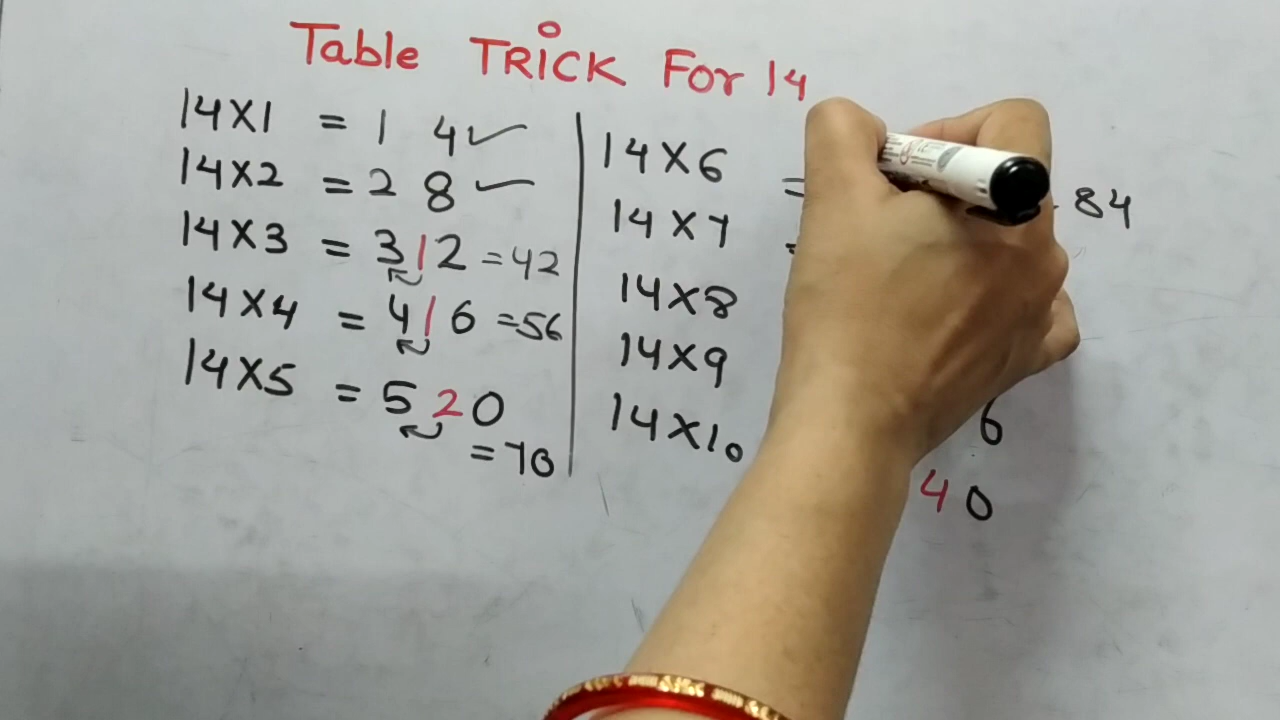 Table TRICK For 14
14X1 = 1 4
14X2 = 2 8
14X3 = 312 = 42
14X4 = 416 = 56
14X5 = 520
= 70
14X6 = 84
14X7 =
14X8
14X9 6
14X10 40